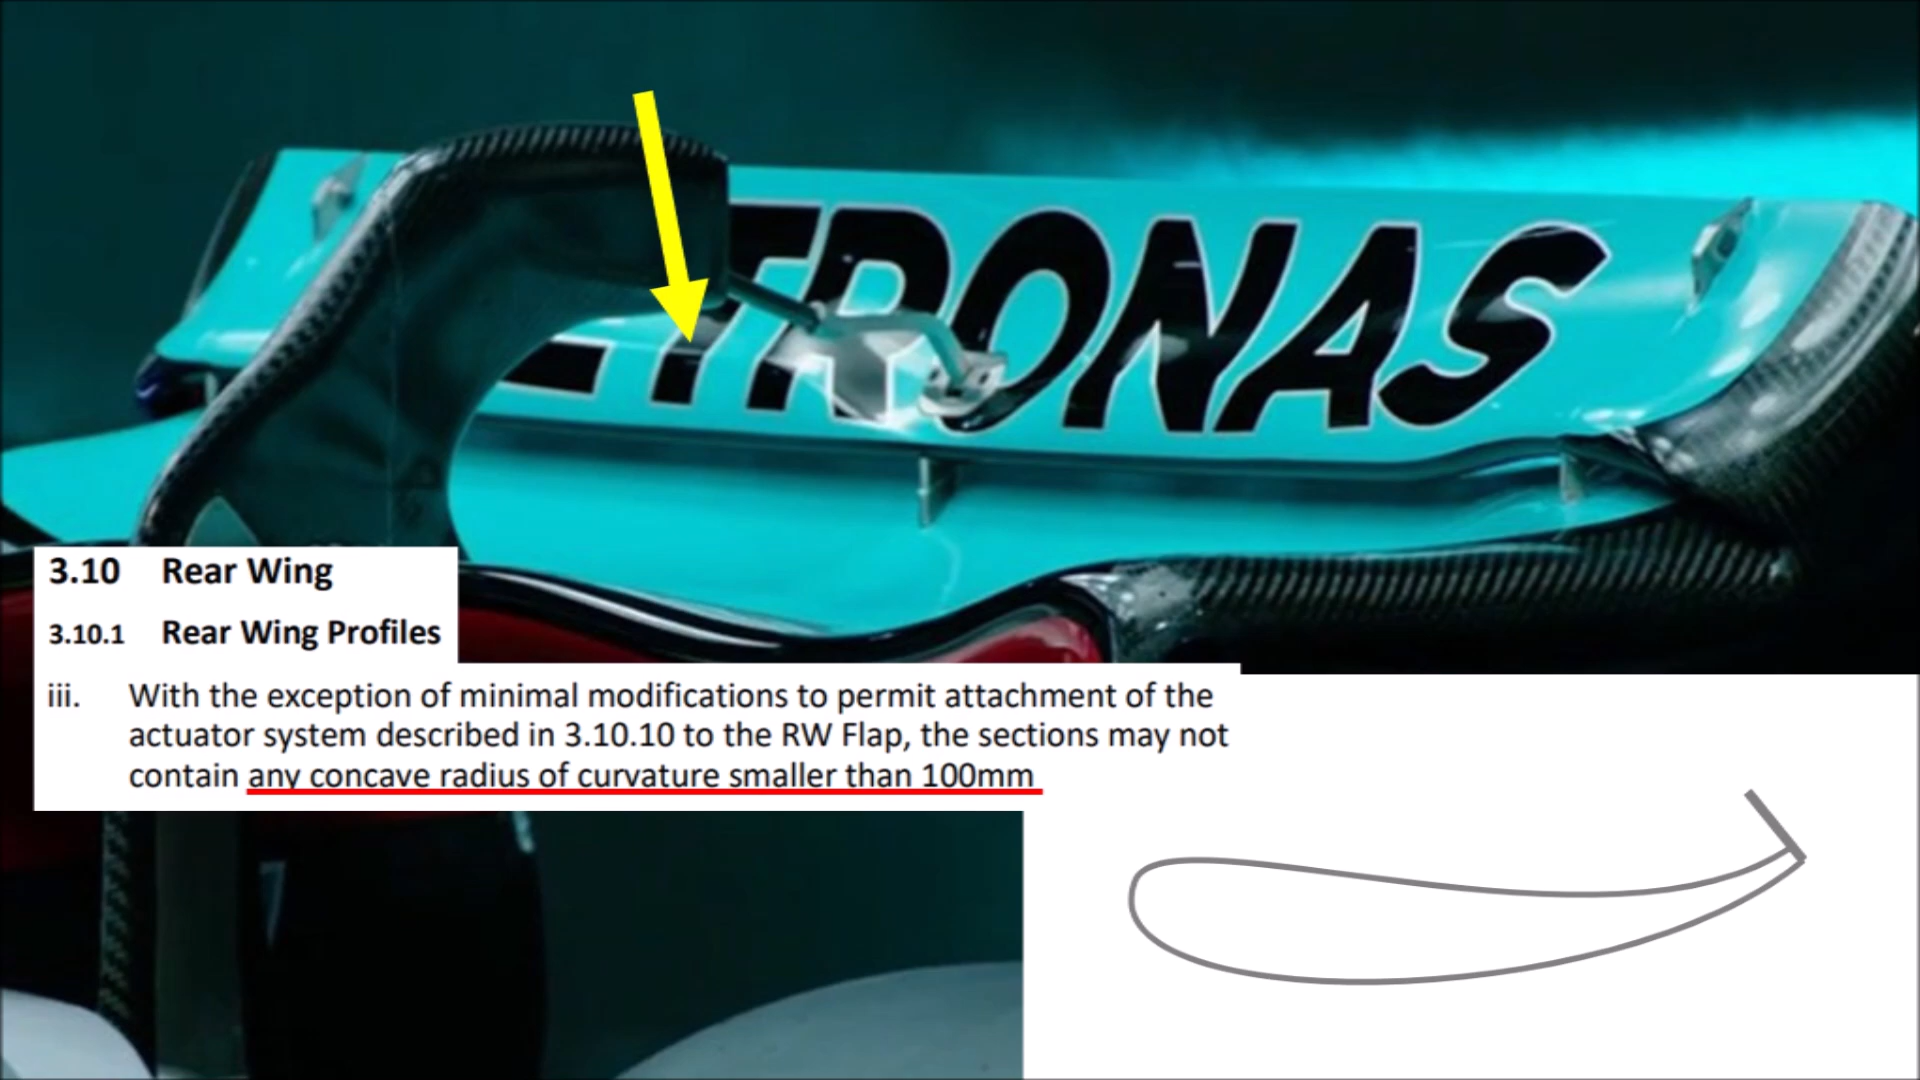 ETRONAS
3.10 Rear Wing
3.10.1 Rear Wing Profiles
iii. With the exception of minimal modifications to permit attachment of the
actuator system described in 3.10.10 to the RW Flap, the sections may not
contain any concave radius of curvature smaller than 100mm